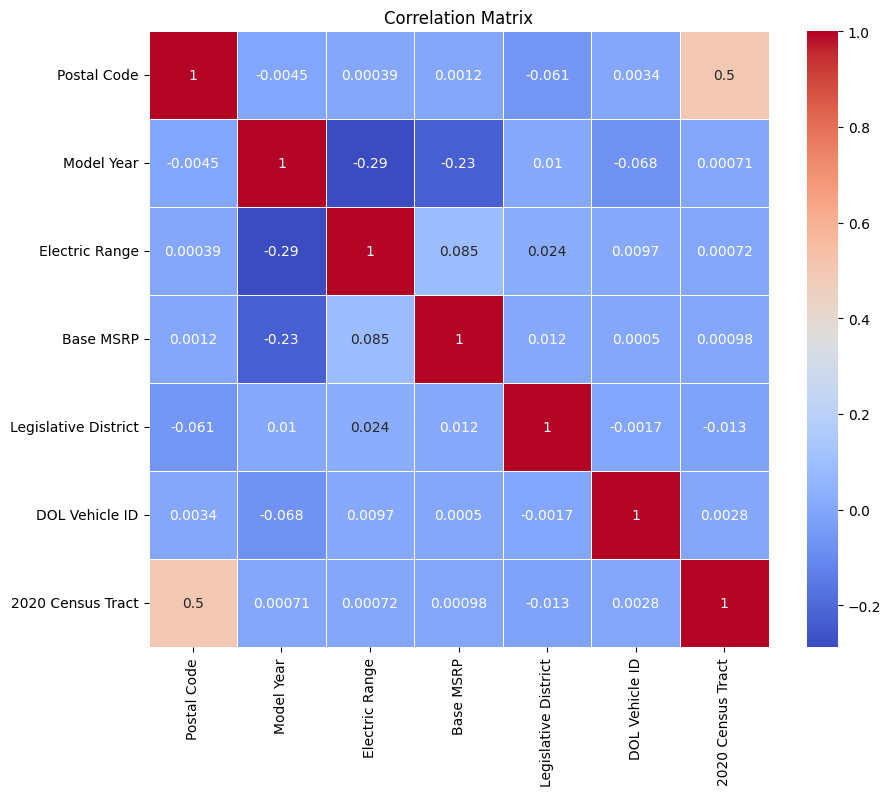 Correlation Matrix
Postal Code 1 -0.0045 0.00039 0.0012 -0.061 0.0034 0.5
Model Year -0.0045 1 -0.29 -0.23 0.01 -0.068 0.00071
Electric Range 0.00039 -0.29 1 0.085 0.024 0.0097 0.00072
Base MSRP 0.0012 -0.23 0.085 1 0.012 0.0005 0.00098
Legislative District -0.061 0.01 0.024 0.012 1 -0.0017 -0.013
DOL Vehicle ID 0.0034 -0.068 0.0097 0.0005 -0.0017 1 0.0028
2020 Census Tract 0.5 0.00071 0.00072 0.00098 -0.013 0.0028 1
Postal Code
Model Year
Electric Range
Base MSRP
Legislative District
DOL Vehicle ID
2020 Census Tract
1.0
0.8
0.6
0.4
0.2
0.0
−0.2